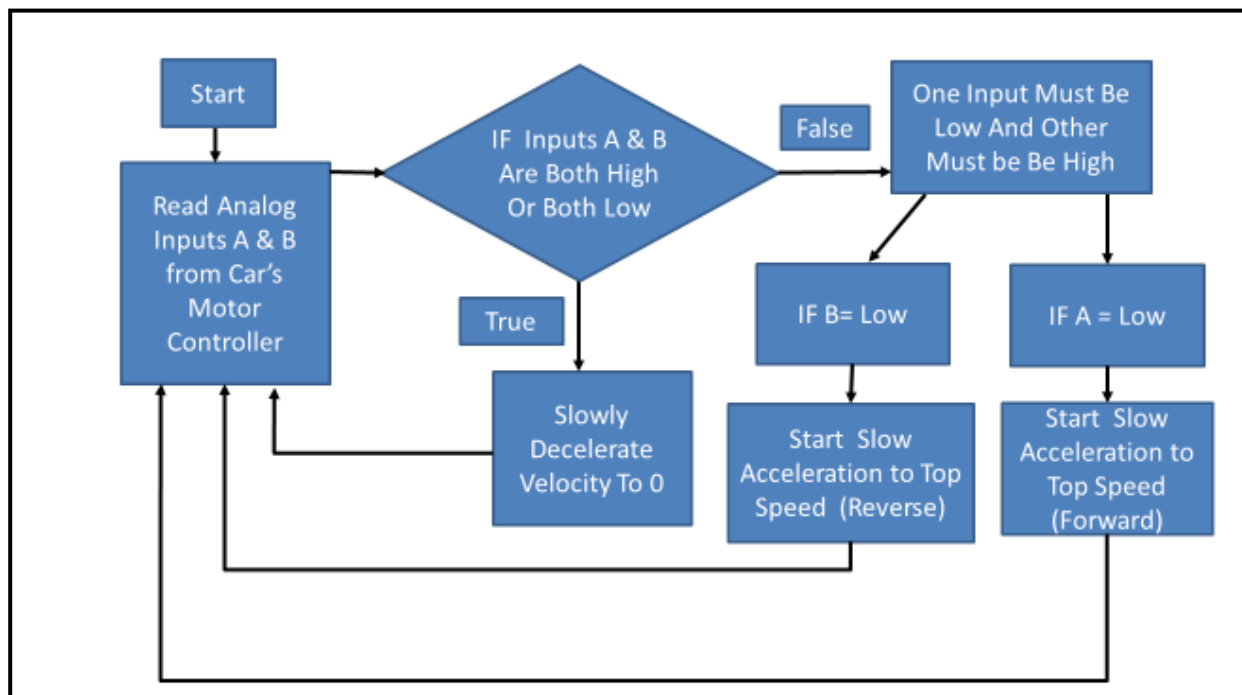 Start
Read Analog
Inputs A & B
from Car's
Motor
Controller
IF Inputs A & B
Are Both High
Or Both Low
True
Slowly
Decelerate
Velocity To 0
False
One Input Must Be
Low And Other
Must be Be High
IF B= Low
Start Slow
Acceleration to Top
Speed (Reverse)
IF A = Low
Start Slow
Acceleration to
Top Speed
(Forward)